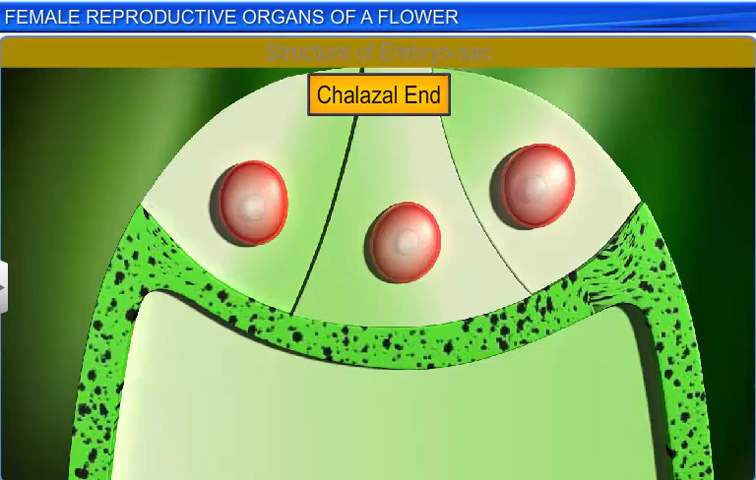 FEMALE REPRODUCTIVE ORGANS OF A FLOWER
Structure of Embryo-sac
Chalazal End